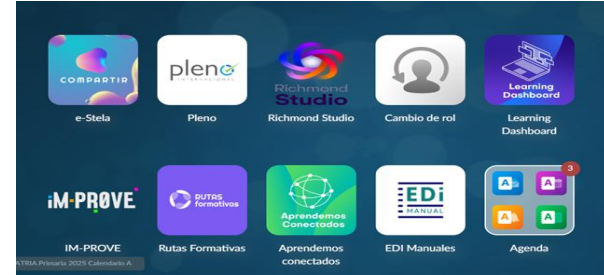 COMPARTIR
pleno
INTERNACIONAL
Richmond
Studio
Learning
Dashboard
e-Stela
Pleno
Richmond Studio
Cambio de rol
Learning
Dashboard
3
iM-PRØVE
RUTAS
formativas
Aprendemos
Conectados
EDi
MANUAL
A
A
A
A
IM-PROVE
Rutas Formativas
Aprendemos
conectados
EDI Manuales
Agenda
ATRIA Primaria 2025 Calendario A